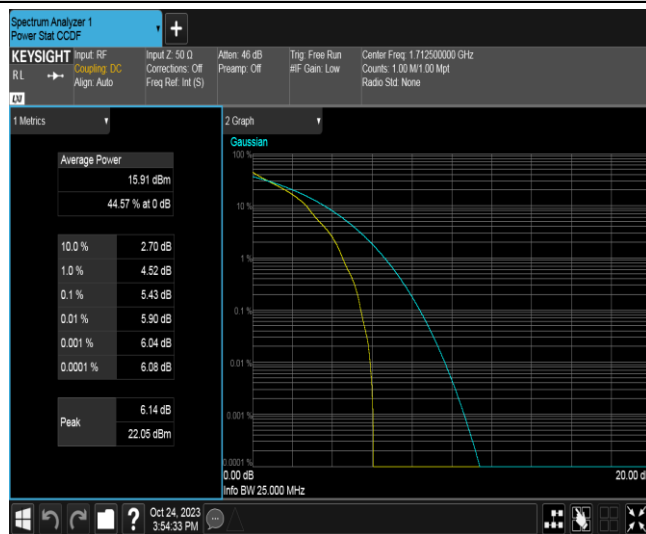 Spectrum Analyzer 1
Power Stat CCDF
KEYSIGHT
RL
Input: RF
Coupling: DC
Align: Auto
Input Z: 50 Ω
Corrections: Off
Freq Ref: Int (S)
Atten: 46 dB
Preamp: Off
Trig: Free Run
#IF Gain: Low
Center Freq: 1.712500000 GHz
Counts: 1.00 M/1.00 Mpt
Radio Std: None
LXI
1 Metrics
Average Power
15.91 dBm
44.57 % at 0 dB
10.0 % 2.70 dB
1.0 % 4.52 dB
0.1 % 5.43 dB
0.01 % 5.90 dB
0.001 % 6.04 dB
0.0001 % 6.08 dB
Peak
6.14 dB
22.05 dBm
2 Graph
Gaussian
100 %
10 %
1 %
0.1 %
0.01 %
0.001 %
0.0001 %
0.00 dB
20.00 d
Info BW 25.000 MHz
?
Oct 24, 2023
3:54:33 PM